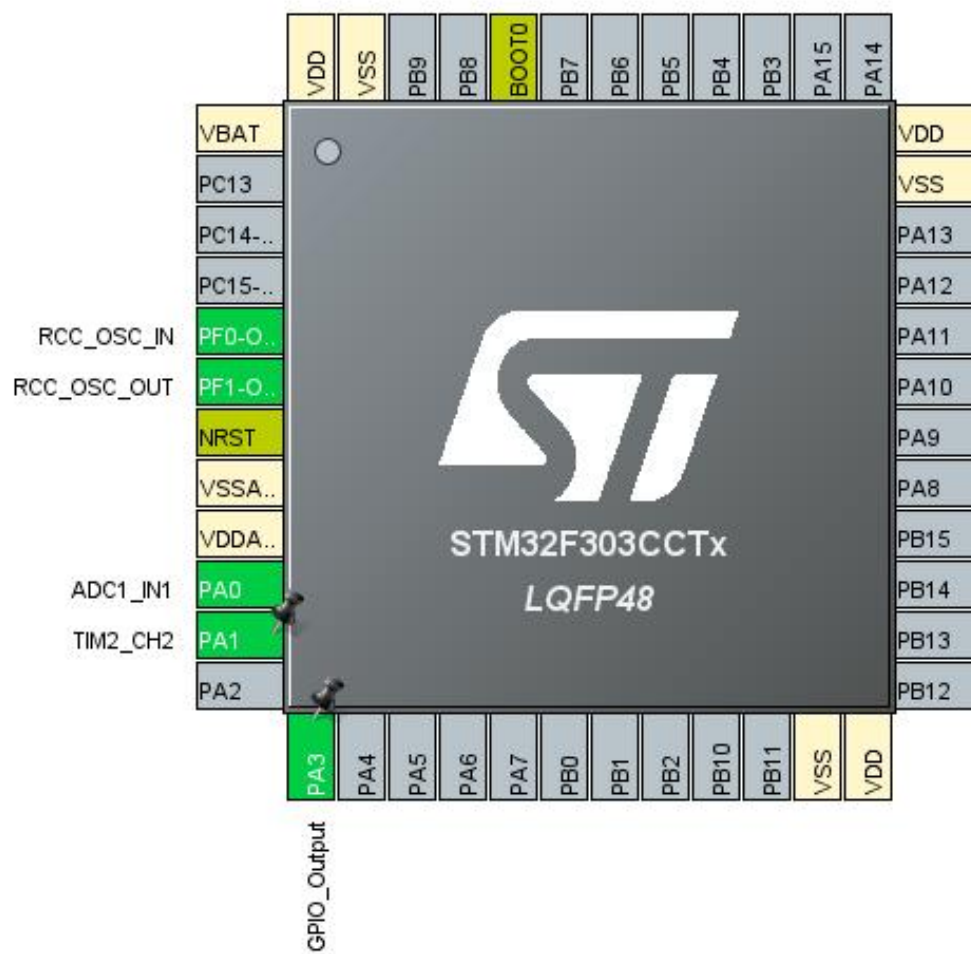 VDD
VSS
PB9
PB8
BOOT0
PB7
PB6
PB5
PB4
PB3
PA15
PA14
VBAT
PC13
PC14-..
PC15-..
RCC_OSC_IN PF0-O..
RCC_OSC_OUT PF1-O..
NRST
VSSA..
VDDA..
ADC1_IN1 PA0
TIM2_CH2 PA1
PA2
STM32F303CCTx
LQFP48
VDD
VSS
PA13
PA12
PA11
PA10
PA9
PA8
PB15
PB14
PB13
PB12
PA3
PA4
PA5
PA6
PA7
PB0
PB1
PB2
PB10
PB11
VSS
VDD
GPIO_Output